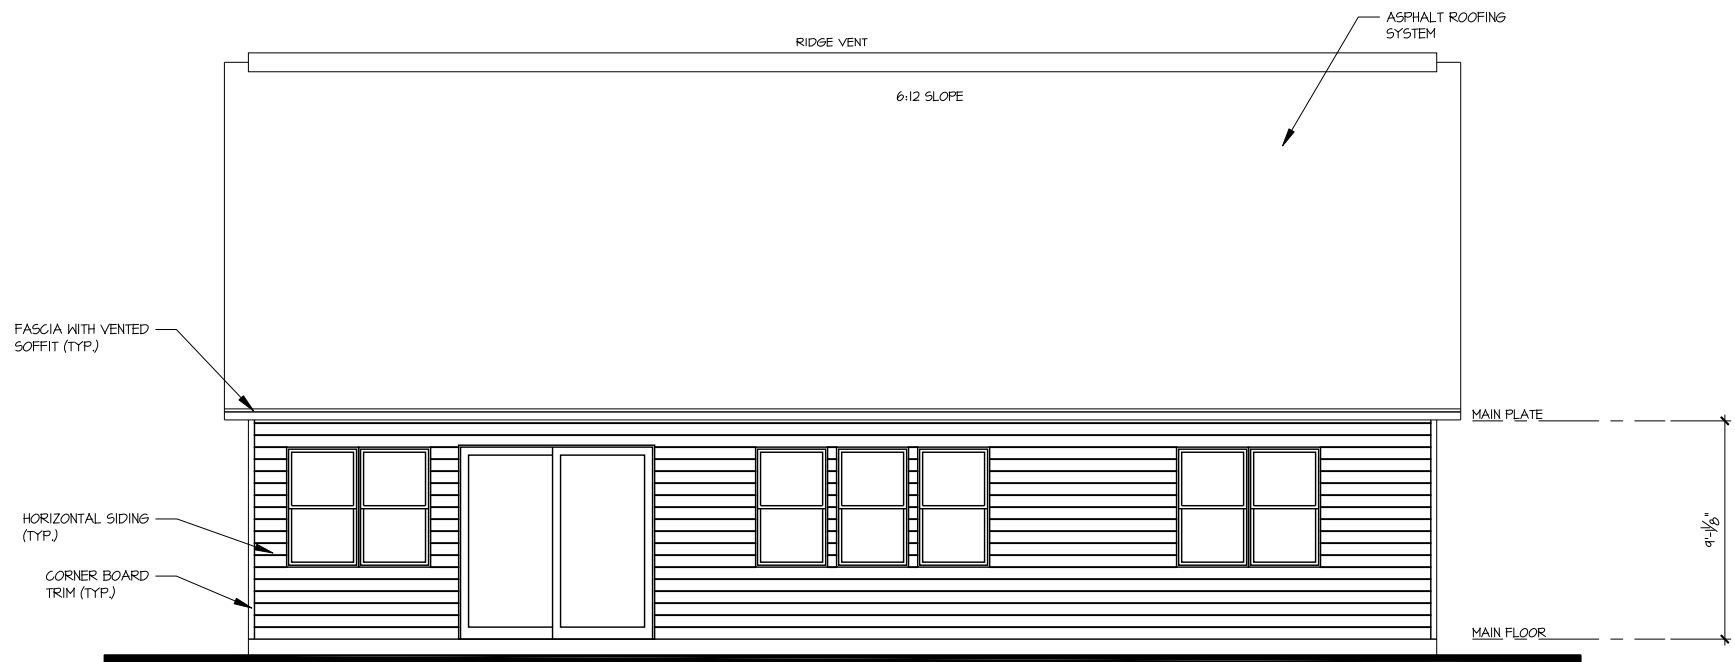 ASPHALT ROOFING
SYSTEM
RIDGE VENT
6:12 SLOPE
FASCIA WITH VENTED
SOFFIT (TYP.)
MAIN PLATE
HORIZONTAL SIDING
(TYP.)
9'-1⅛"
CORNER BOARD
TRIM (TYP.)
MAIN FLOOR